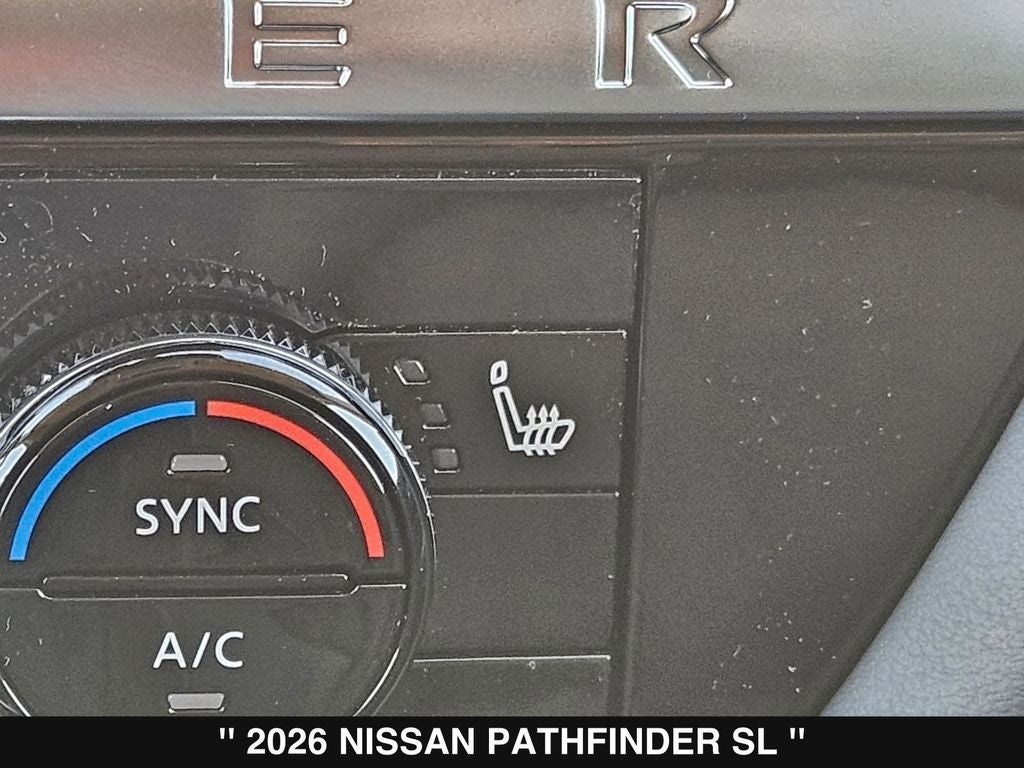 E R
SYNC
A/C
" 2026 NISSAN PATHFINDER SL "